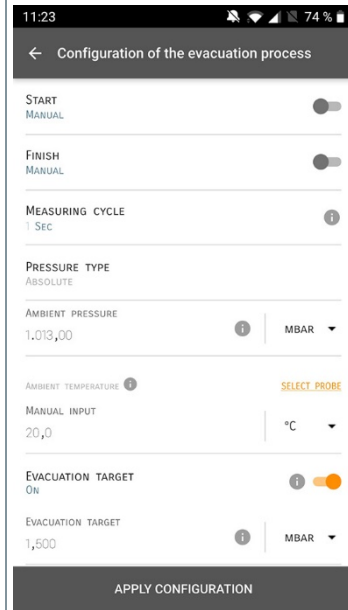 11:23 74 %
Configuration of the evacuation process
START
MANUAL
FINISH
MANUAL
MEASURING CYCLE
1 SEC
PRESSURE TYPE
ABSOLUTE
AMBIENT PRESSURE
1.013,00 MBAR
AMBIENT TEMPERATURE SELECT PROBE
MANUAL INPUT
20,0 °C
EVACUATION TARGET
ON
EVACUATION TARGET
1,500 MBAR
APPLY CONFIGURATION